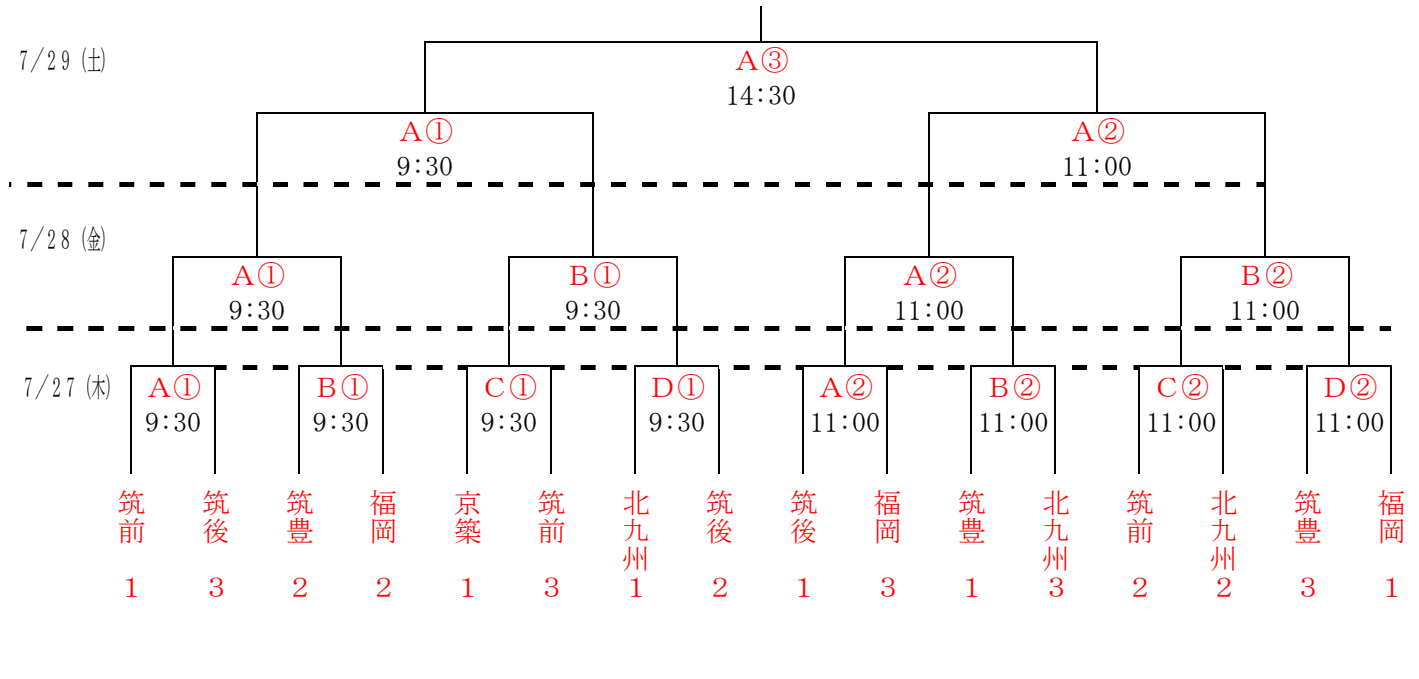 7/29 (土)
A③
14:30
A① A②
9:30 11:00
7/28 (金)
A① B① A② B②
9:30 9:30 11:00 11:00
7/27 (木)
A① B① C① D① A② B② C② D②
9:30 9:30 9:30 9:30 11:00 11:00 11:00 11:00
筑前 筑後 筑豊 福岡 京築 筑前 北九州 筑後 筑後 福岡 筑豊 北九州 筑前 北九州 筑豊 福岡
1 3 2 2 1 3 1 2 1 3 1 3 2 2 3 1